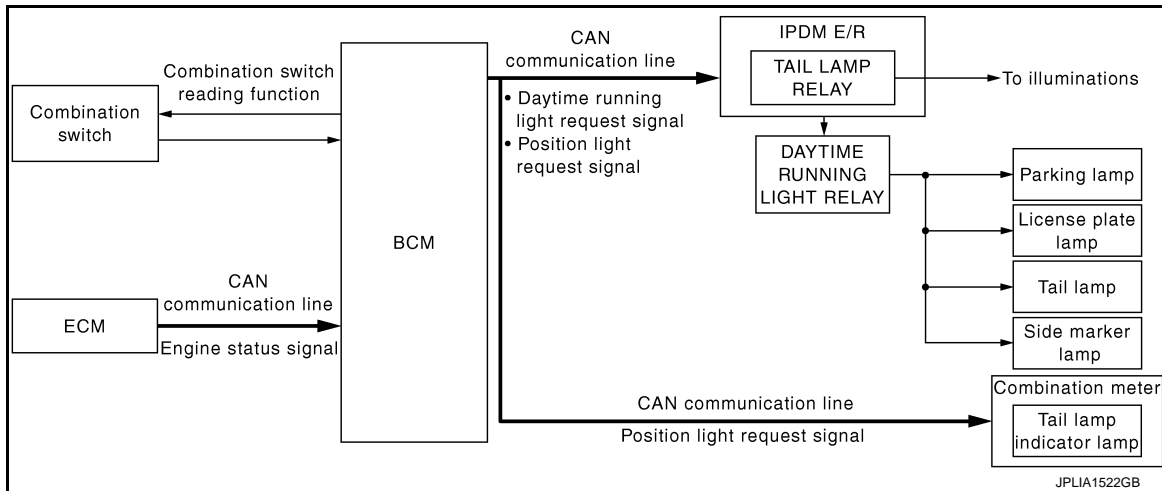 Combination
switch
Combination switch
reading function
ECM
CAN
communication line
Engine status signal
BCM
CAN
communication line
• Daytime running
light request signal
• Position light
request signal
IPDM E/R
TAIL LAMP
RELAY
To illuminations
DAYTIME
RUNNING
LIGHT RELAY
Parking lamp
License plate
lamp
Tail lamp
Side marker
lamp
CAN communication line
Position light request signal
Combination meter
Tail lamp
indicator lamp
JPLIA1522GB